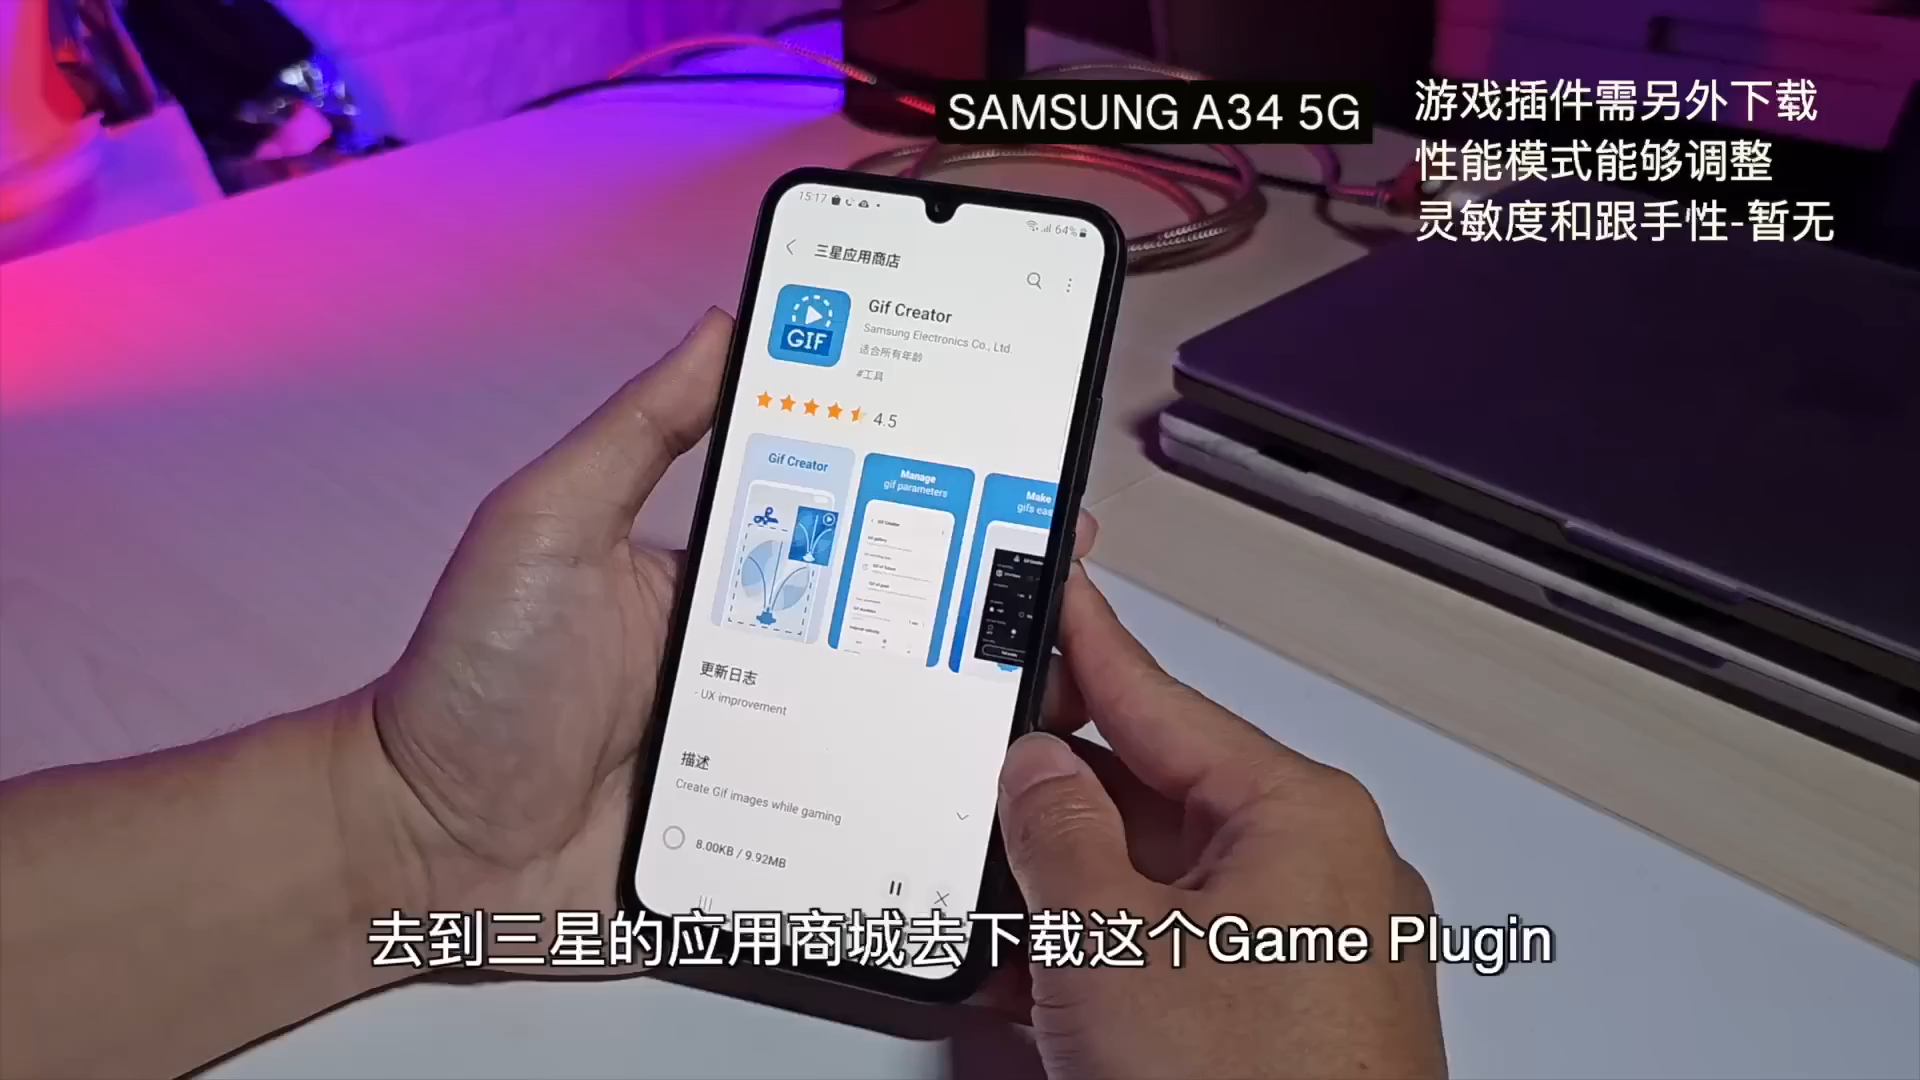 SAMSUNG A34 5G
游戏插件需另外下载
性能模式能够调整
灵敏度和跟手性-暂无
15:17
64%
三星应用商店
GIF
Gif Creator
Samsung Electronics Co., Ltd.
适合所有年龄
#工具
4.5
Gif Creator
Manage
gif parameters
Make
gifs eas
更新日志
- UX improvement
描述
Create Gif images while gaming
8.00KB / 9.92MB
去到三星的应用商城去下载这个Game Plugin